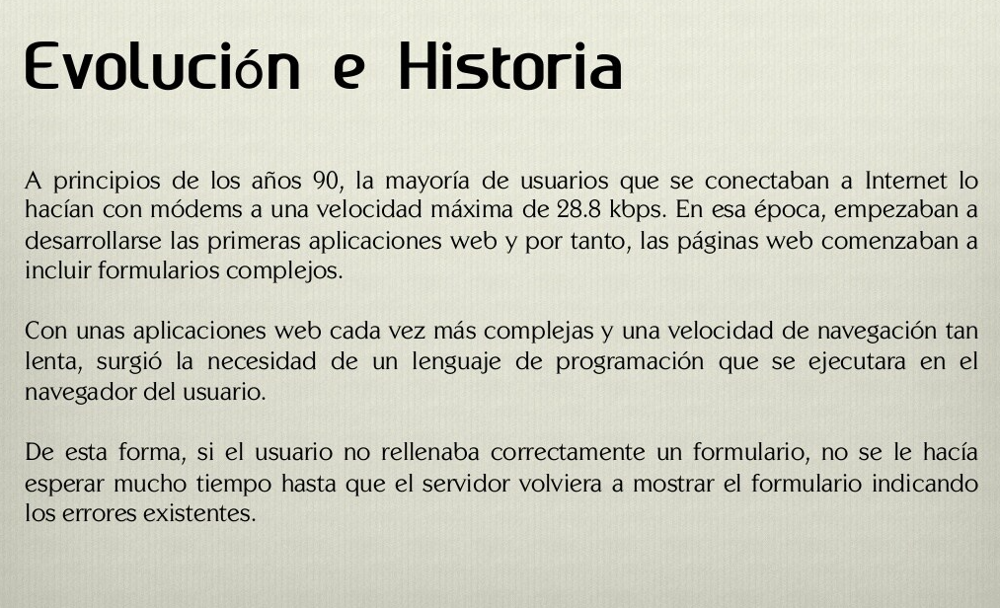 Evolución e Historia
A principios de los años 90, la mayoría de usuarios que se conectaban a Internet lo
hacían con módems a una velocidad máxima de 28.8 kbps. En esa época, empezaban a
desarrollarse las primeras aplicaciones web y por tanto, las páginas web comenzaban a
incluir formularios complejos.
Con unas aplicaciones web cada vez más complejas y una velocidad de navegación tan
lenta, surgió la necesidad de un lenguaje de programación que se ejecutara en el
navegador del usuario.
De esta forma, si el usuario no rellenaba correctamente un formulario, no se le hacía
esperar mucho tiempo hasta que el servidor volviera a mostrar el formulario indicando
los errores existentes.